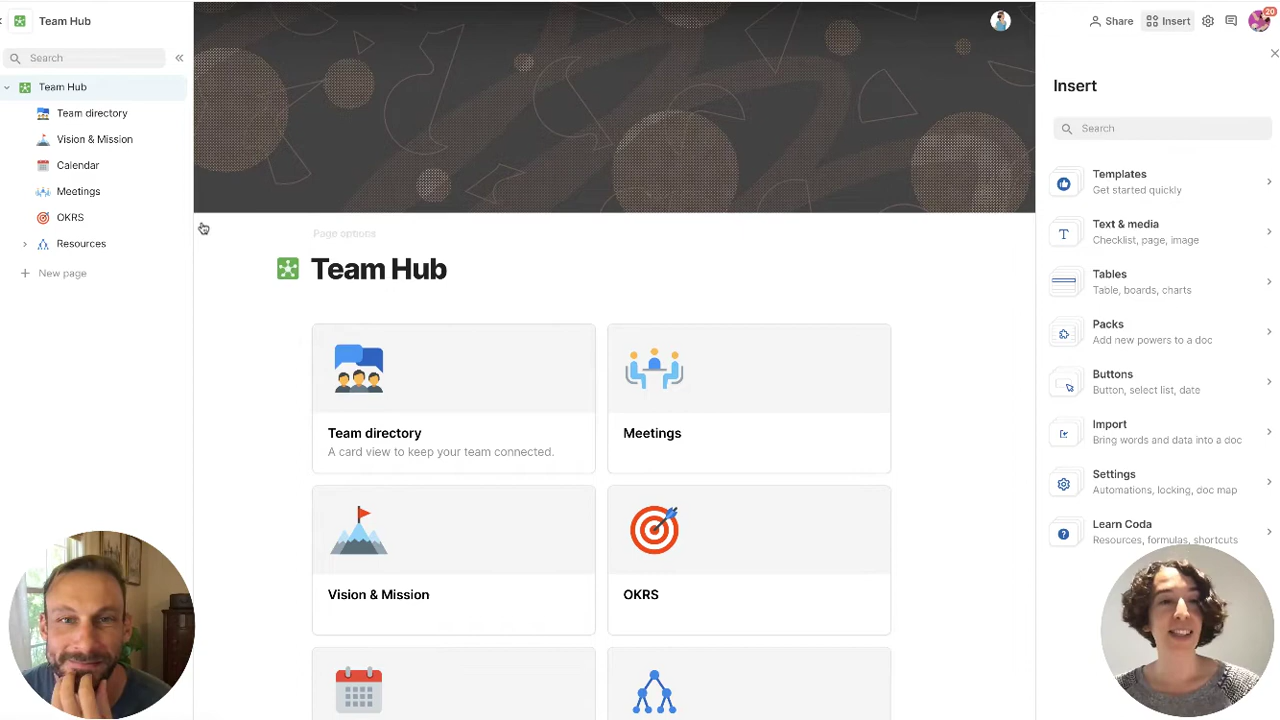 Team Hub
Search
Team Hub
Team directory
Vision & Mission
Calendar
Meetings
OKRS
Resources
New page
Page options
Team Hub
Team directory
A card view to keep your team connected.
Meetings
Vision & Mission
OKRS
Share
Insert
20
Insert
Search
Templates
Get started quickly
Text & media
Checklist, page, image
Tables
Table, boards, charts
Packs
Add new powers to a doc
Buttons
Button, select list, date
Import
Bring words and data into a doc
Settings
Automations, locking, doc map
Learn Coda
Resources, formulas, shortcuts